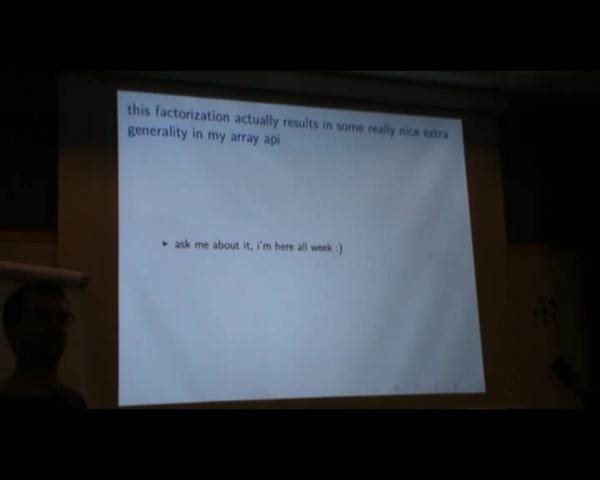 this factorization actually results in some really nice extra
generality in my array api
▸ ask me about it, i'm here all week :)